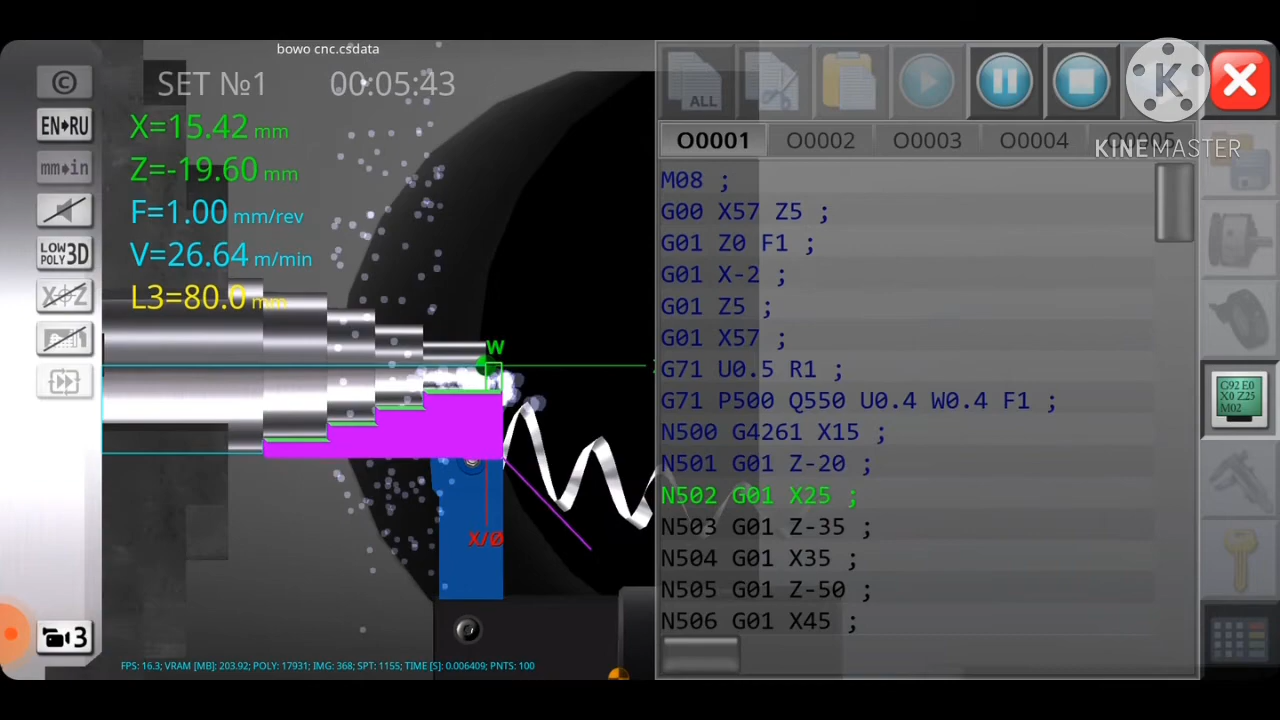 bowo cnc.csdata
SET №1 00:05:43
X=15.42 mm
Z=-19.60 mm
F=1.00 mm/rev
V=26.64 m/min
L3=80.0 mm
©
EN➧RU
mm➧in
LOW POLY 3D
X Z
3
W
X/Ø
FPS: 16.3; VRAM [MB]: 203.92; POLY: 17931; IMG: 368; SPT: 1155; TIME [S]: 0.006409; PNTS: 100
ALL
K
KINEMASTER
O0001 O0002 O0003 O0004 O0005
M08 ;
G00 X57 Z5 ;
G01 Z0 F1 ;
G01 X-2 ;
G01 Z5 ;
G01 X57 ;
G71 U0.5 R1 ;
G71 P500 Q550 U0.4 W0.4 F1 ;
N500 G4261 X15 ;
N501 G01 Z-20 ;
N502 G01 X25 ;
N503 G01 Z-35 ;
N504 G01 X35 ;
N505 G01 Z-50 ;
N506 G01 X45 ;
C92 E0
X0 Z25
M02